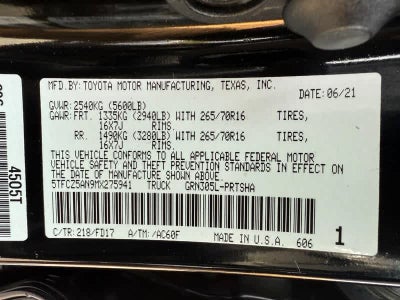 MFD.BY: TOYOTA MOTOR MANUFACTURING, TEXAS, INC.
DATE: 06/21
GVWR: 2540KG (5600LB)
GAWR: FRT. 1335KG (2940LB) WITH 265/70R16 TIRES,
16X7J RIMS.
RR. 1490KG (3280LB) WITH 265/70R16 TIRES,
16X7J RIMS.
THIS VEHICLE CONFORMS TO ALL APPLICABLE FEDERAL MOTOR
VEHICLE SAFETY AND THEFT PREVENTION STANDARDS IN EFFECT ON
THE DATE OF MANUFACTURE SHOWN ABOVE.
5TFCZ5AN9MX275941 TRUCK GRN305L-PRTSHA
C/TR: 218/FD17 A/TM: /AC60F MADE IN U.S.A. 606 1
4505T